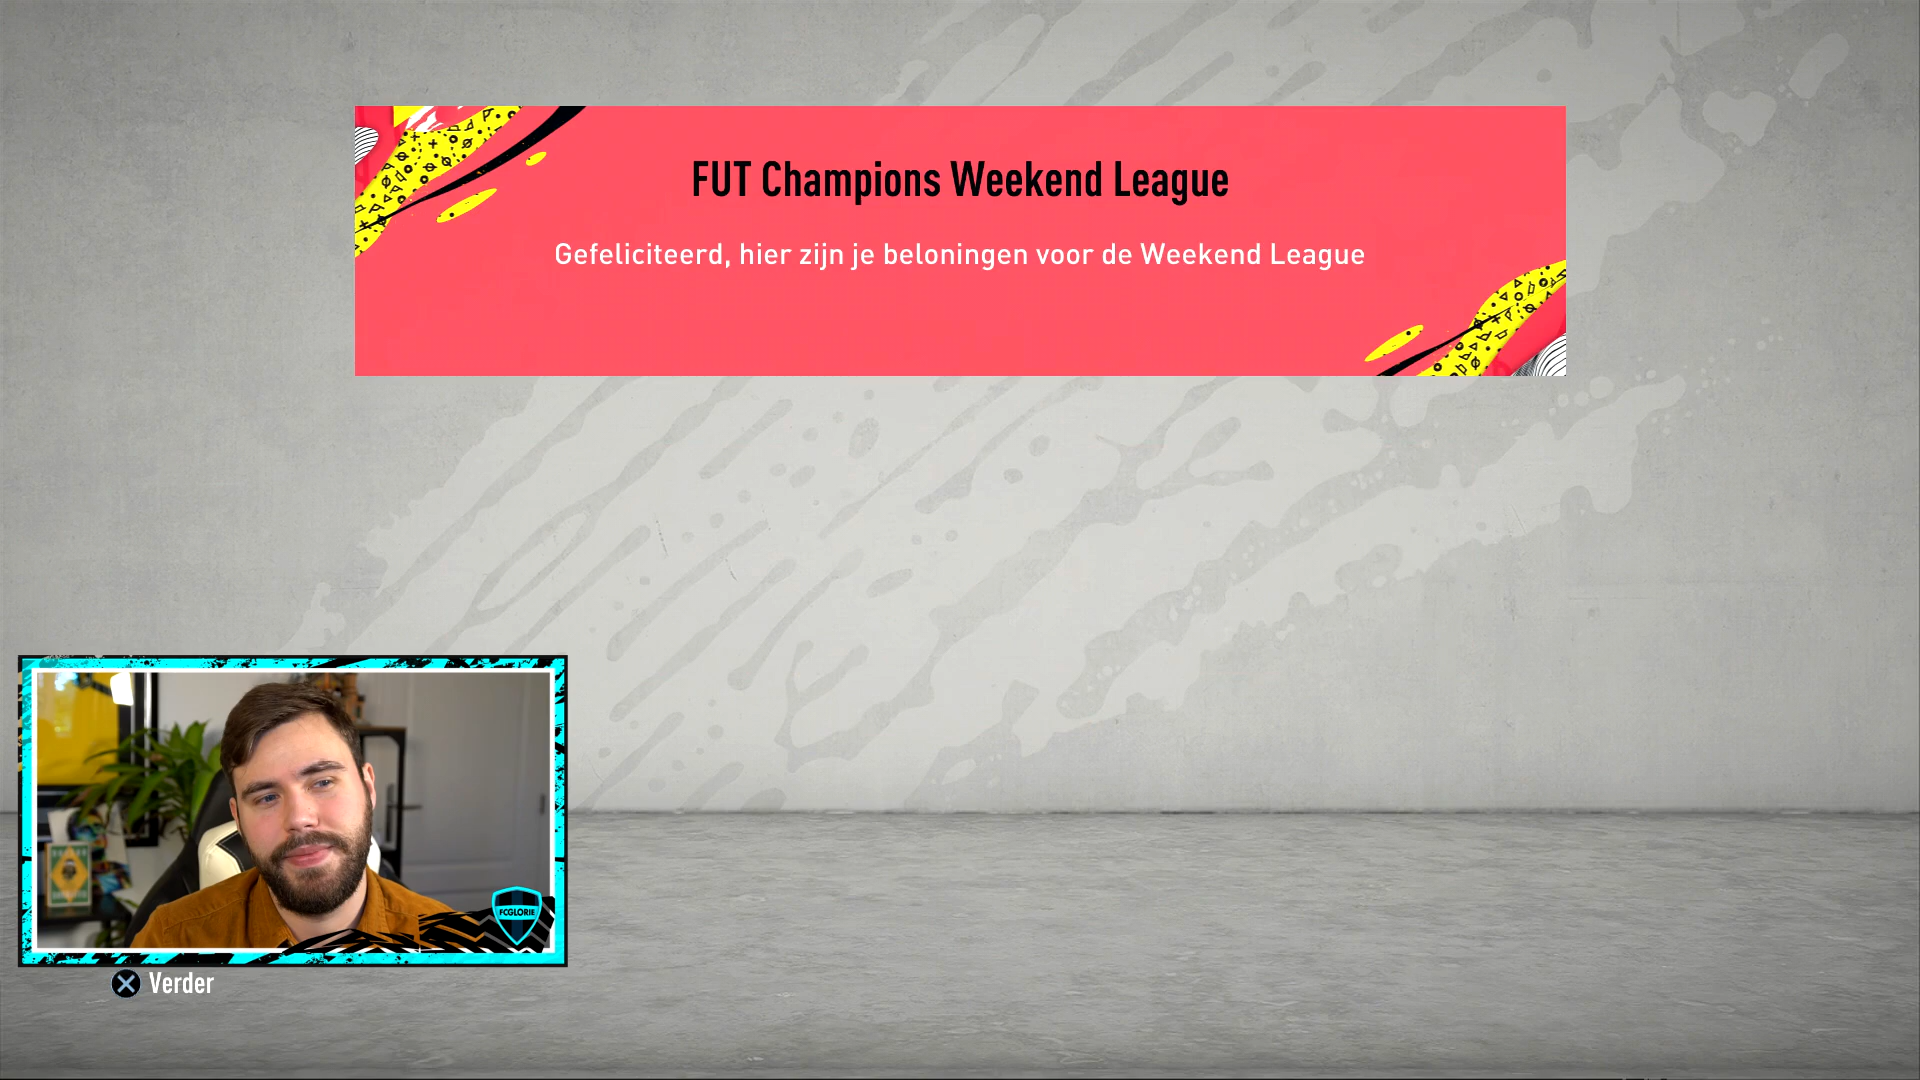 FUT Champions Weekend League
Gefeliciteerd, hier zijn je beloningen voor de Weekend League
FCGLORIE
Verder